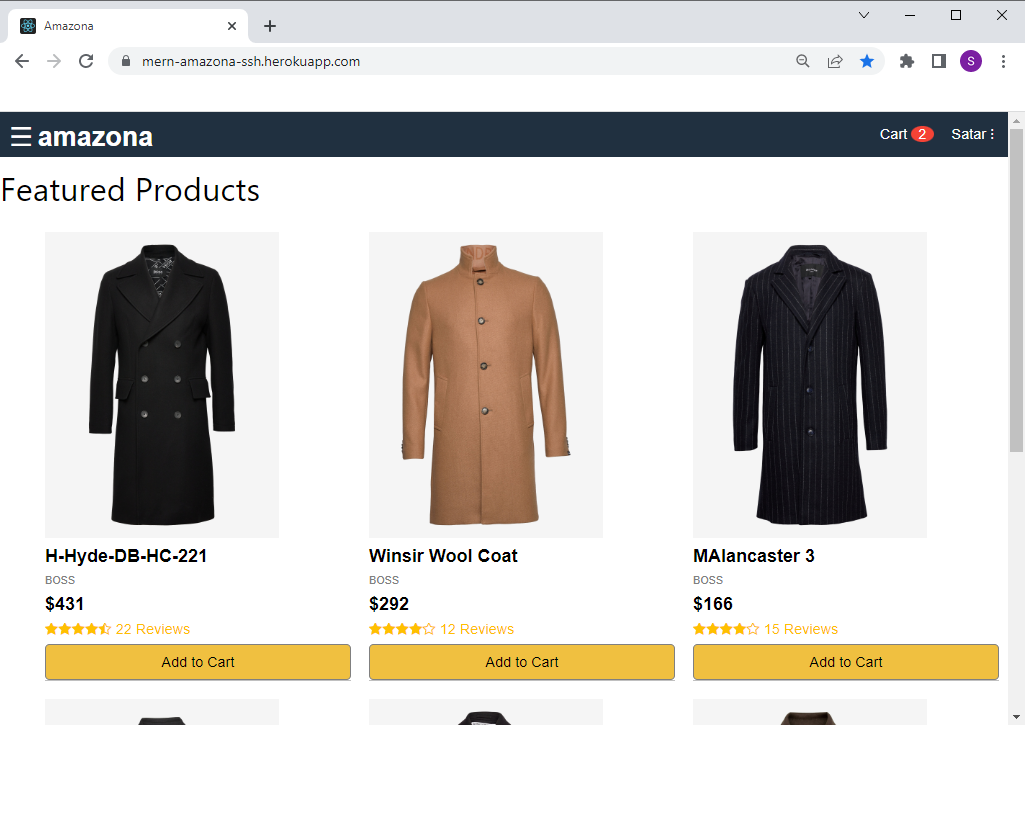 Amazona
mern-amazona-ssh.herokuapp.com
S
☰ amazona
Cart 2 Satar
Featured Products
H-Hyde-DB-HC-221 Winsir Wool Coat MAlancaster 3
BOSS BOSS BOSS
$431 $292 $166
22 Reviews 12 Reviews 15 Reviews
Add to Cart Add to Cart Add to Cart